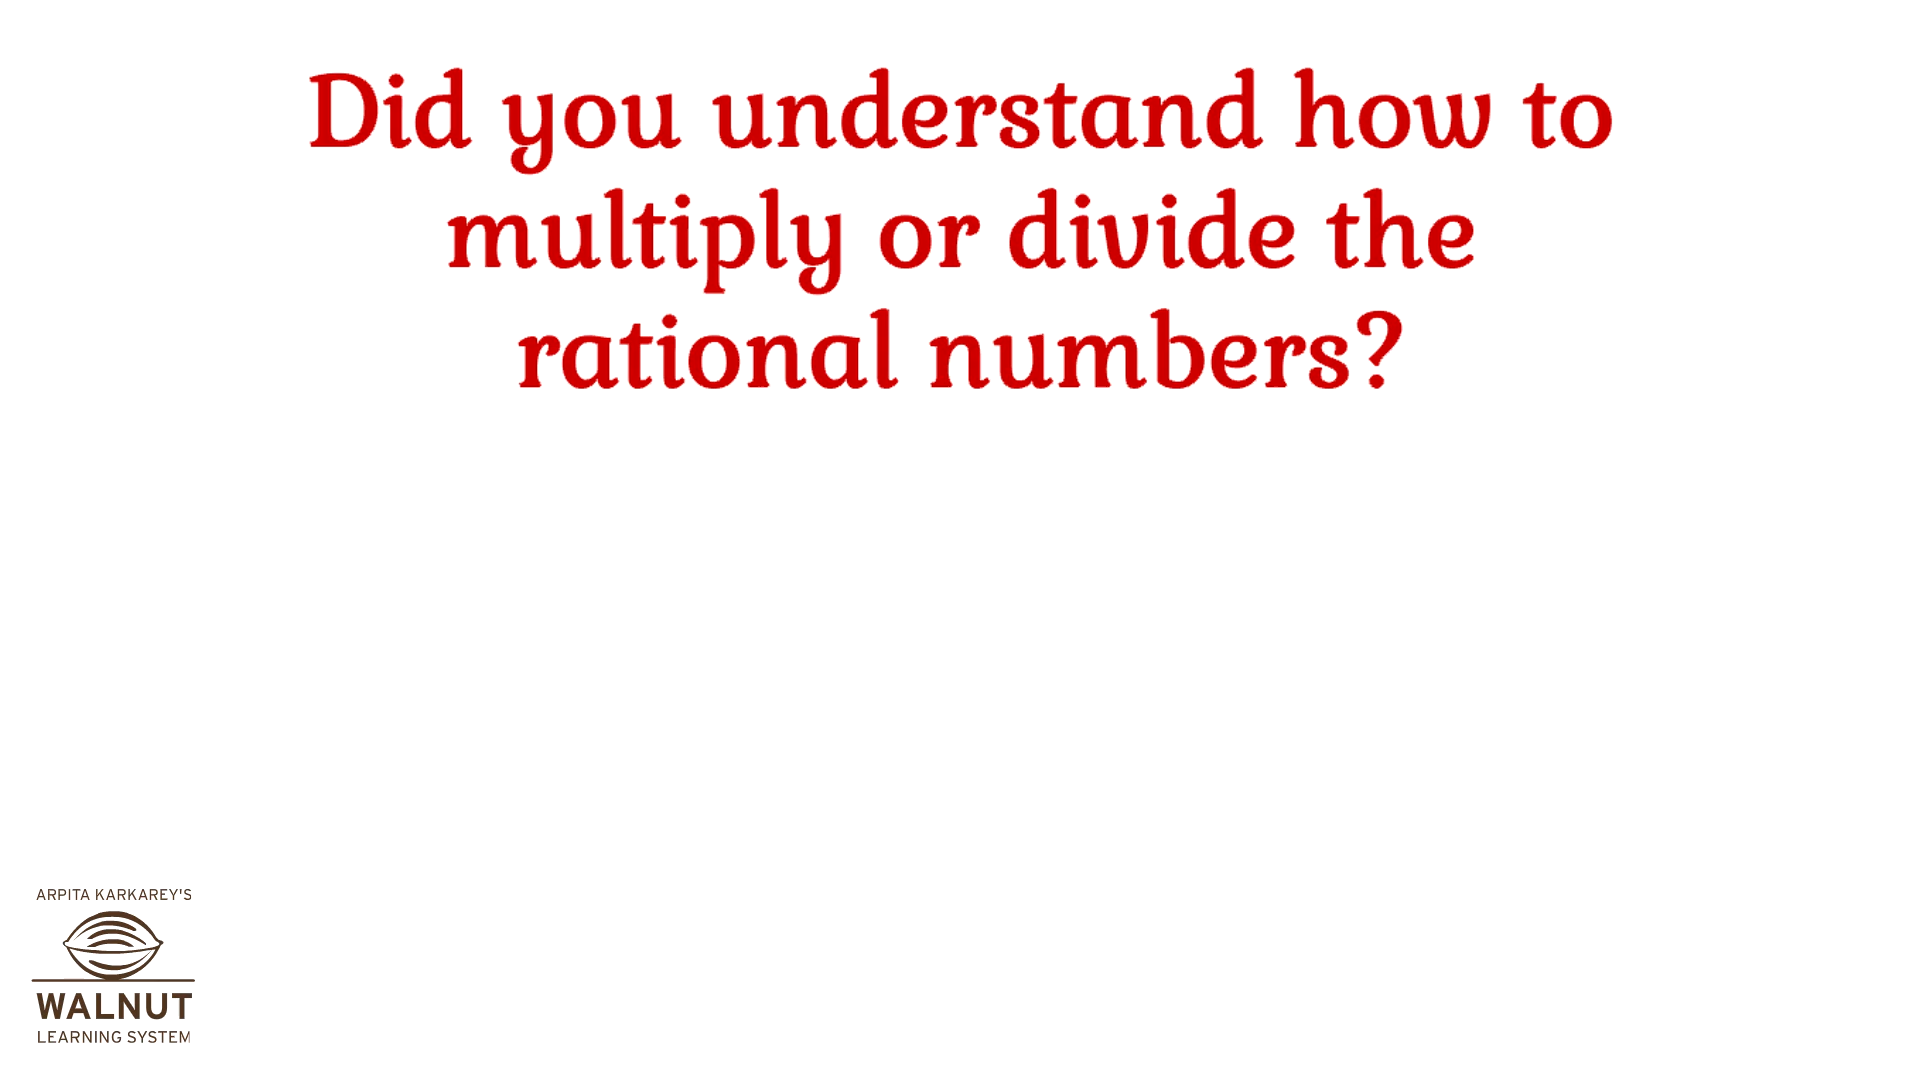 Did you understand how to
multiply or divide the
rational numbers?
ARPITA KARKAREY'S
WALNUT
LEARNING SYSTEM